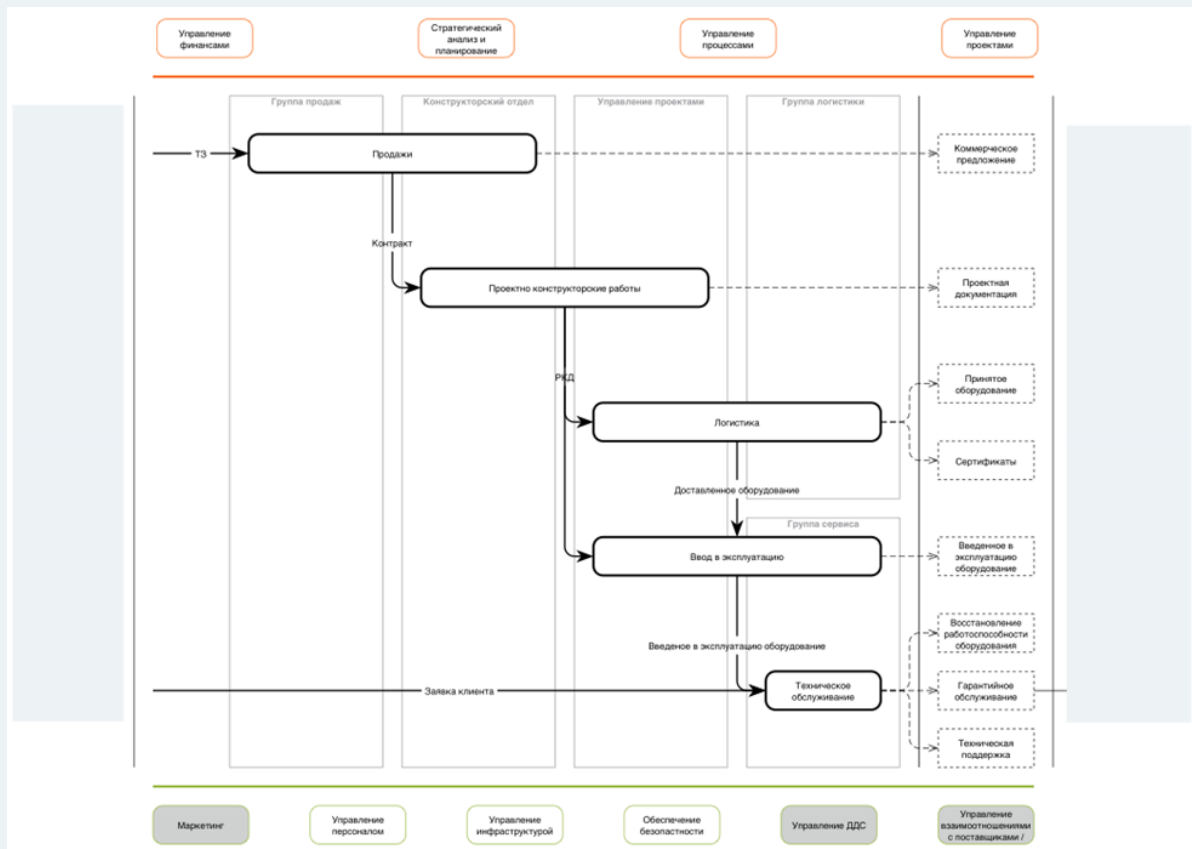 Управление
финансами
Стратегический
анализ и
планирование
Управление
процессами
Управление
проектами
Группа продаж
Конструкторский отдел
Управление проектами
Группа логистики
ТЗ
Продажи
Коммерческое
предложение
Контракт
Проектно конструкторские работы
Проектная
документация
РКД
Принятое
оборудование
Логистика
Сертификаты
Доставленное оборудование
Группа сервиса
Ввод в эксплуатацию
Введенное в
эксплуатацию
оборудование
Восстановление
работоспособности
оборудования
Введеное в эксплуатацию оборудование
Заявка клиента
Техническое
обслуживание
Гарантийное
обслуживание
Техническая
поддержка
Маркетинг
Управление
персоналом
Управление
инфраструктурой
Обеспечение
безопастности
Управление ДДС
Управление
взаимоотношениями
с поставщиками /